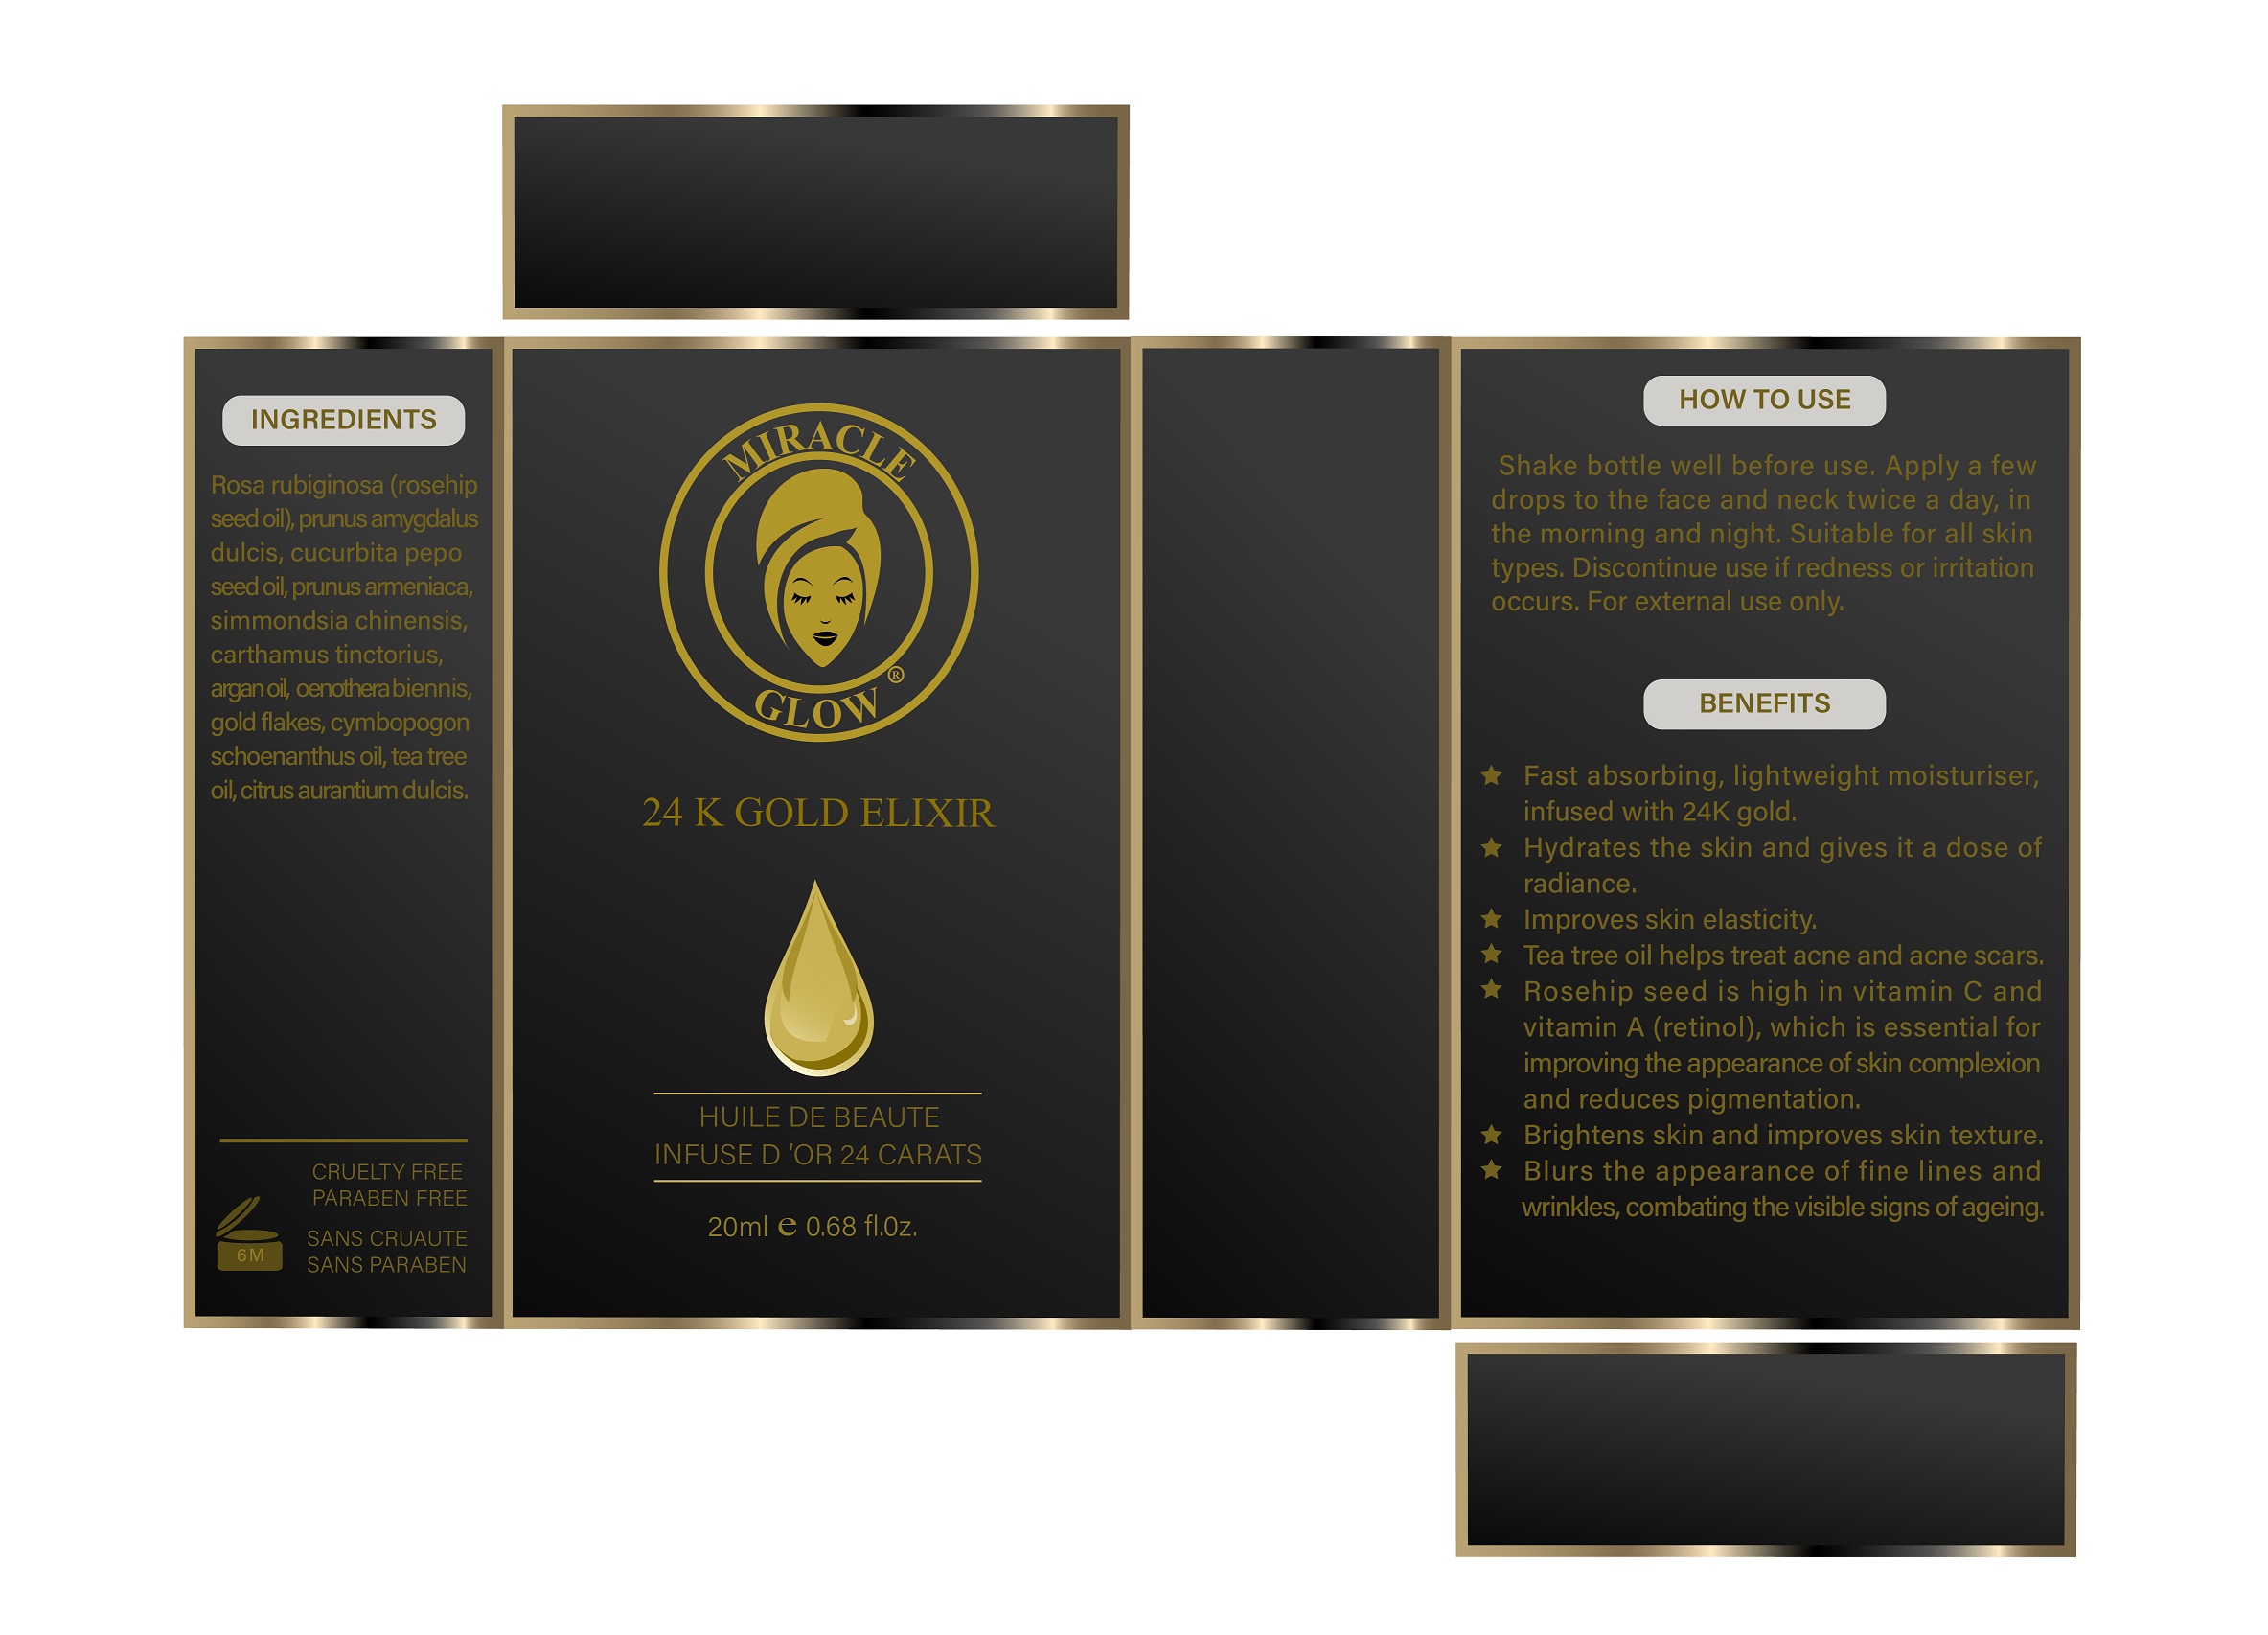 INGREDIENTS
Rosa rubiginosa (rosehip
seed oil), prunus amygdalus
dulcis, cucurbita pepo
seed oil, prunus armeniaca,
simmondsia chinensis,
carthamus tinctorius,
argan oil, oenothera biennis,
gold flakes, cymbopogon
schoenanthus oil, tea tree
oil, citrus aurantium dulcis.
CRUELTY FREE
PARABEN FREE
SANS CRUAUTE
SANS PARABEN
6M
MIRACLE
GLOW ®
24 K GOLD ELIXIR
HUILE DE BEAUTE
INFUSE D 'OR 24 CARATS
20ml ℮ 0.68 fl.0z.
HOW TO USE
Shake bottle well before use. Apply a few
drops to the face and neck twice a day, in
the morning and night. Suitable for all skin
types. Discontinue use if redness or irritation
occurs. For external use only.
BENEFITS
★ Fast absorbing, lightweight moisturiser,
infused with 24K gold.
★ Hydrates the skin and gives it a dose of
radiance.
★ Improves skin elasticity.
★ Tea tree oil helps treat acne and acne scars.
★ Rosehip seed is high in vitamin C and
vitamin A (retinol), which is essential for
improving the appearance of skin complexion
and reduces pigmentation.
★ Brightens skin and improves skin texture.
★ Blurs the appearance of fine lines and
wrinkles, combating the visible signs of ageing.